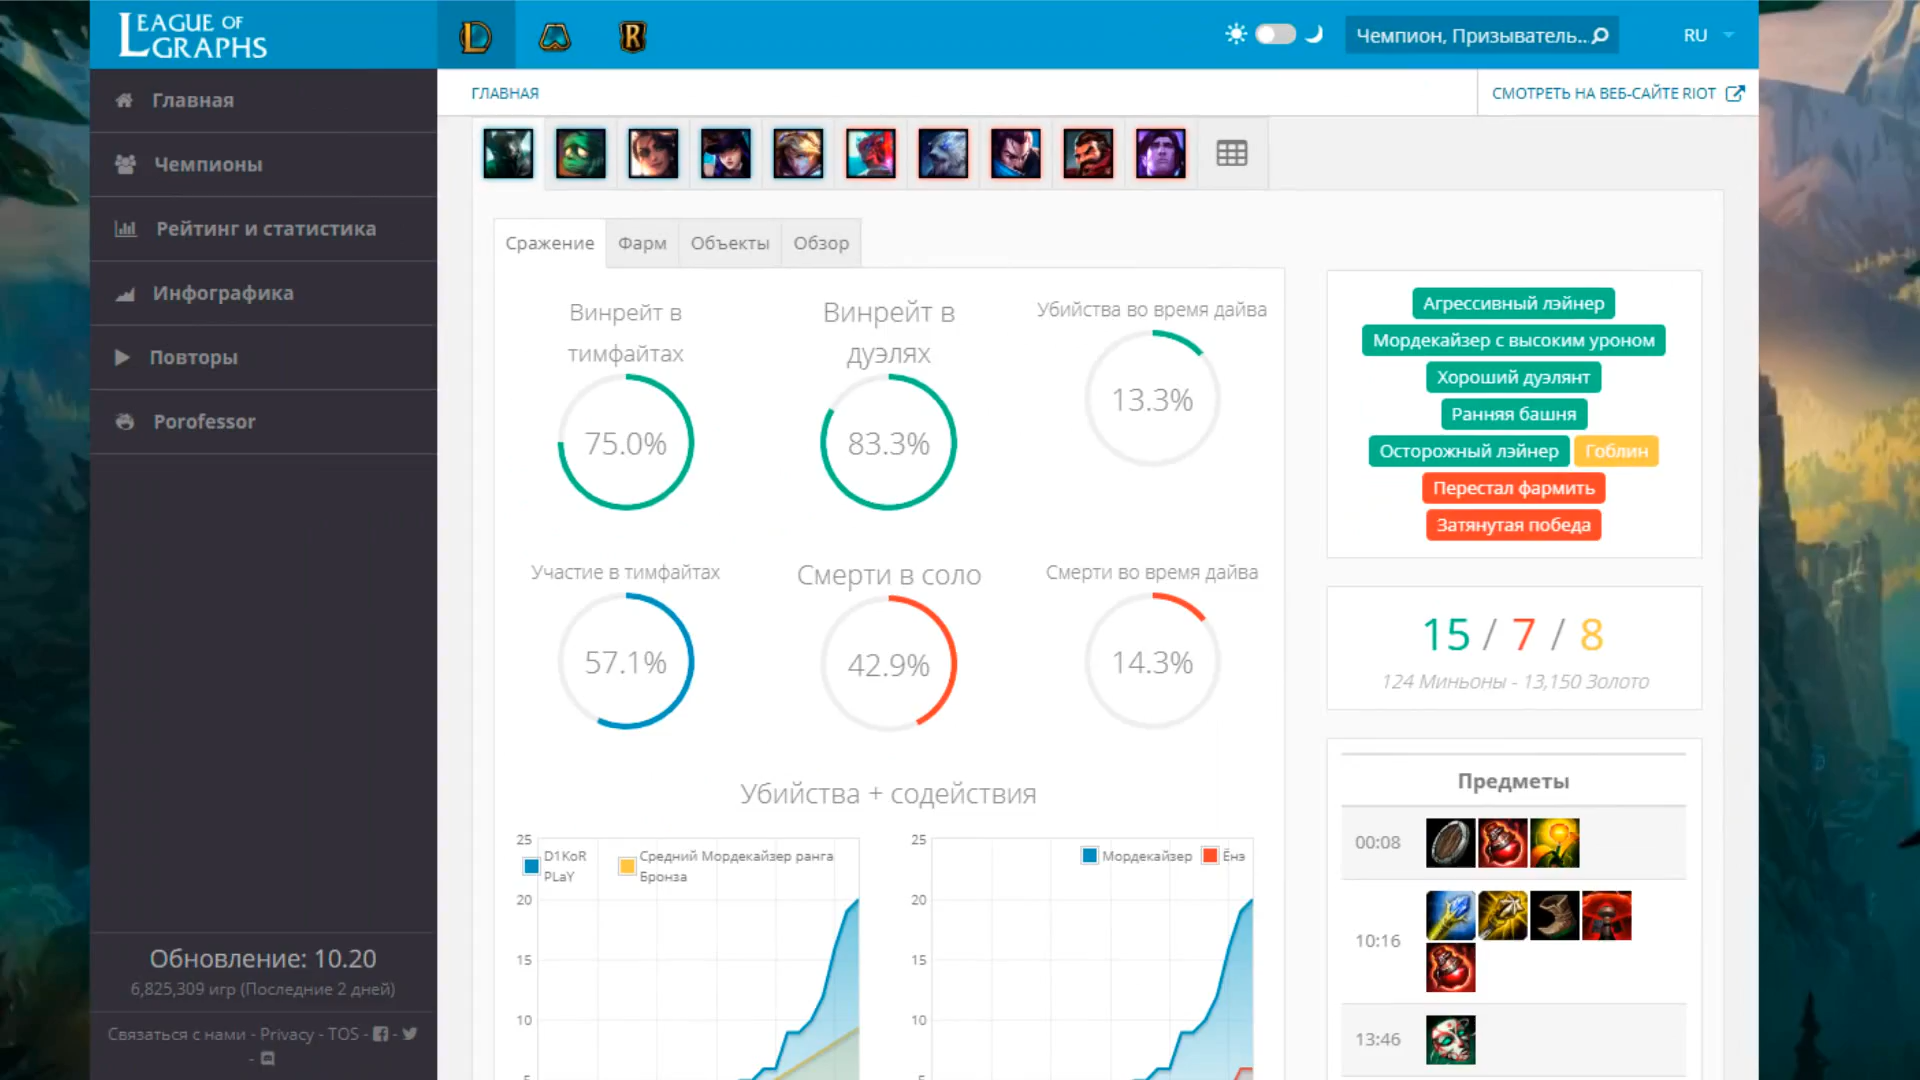 LEAGUE OF
GRAPHS
Чемпион, Призыватель..
RU
Главная
Чемпионы
Рейтинг и статистика
Инфографика
Повторы
Porofessor
Обновление: 10.20
6,825,309 игр (Последние 2 дней)
Связаться с нами - Privacy - TOS - -
-
ГЛАВНАЯ
СМОТРЕТЬ НА ВЕБ-САЙТЕ RIOT
Сражение
Фарм
Объекты
Обзор
Винрейт в
тимфайтах
75.0%
Винрейт в
дуэлях
83.3%
Убийства во время дайва
13.3%
Участие в тимфайтах
57.1%
Смерти в соло
42.9%
Смерти во время дайва
14.3%
Убийства + содействия
25
20
15
10
5
D1KoR
PLaY
Средний Мордекайзер ранга
Бронза
25
20
15
10
5
Мордекайзер
Ёнэ
Агрессивный лэйнер
Мордекайзер с высоким уроном
Хороший дуэлянт
Ранняя башня
Осторожный лэйнер
Гоблин
Перестал фармить
Затянутая победа
15 / 7 / 8
124 Миньоны - 13,150 Золото
Предметы
00:08
10:16
13:46